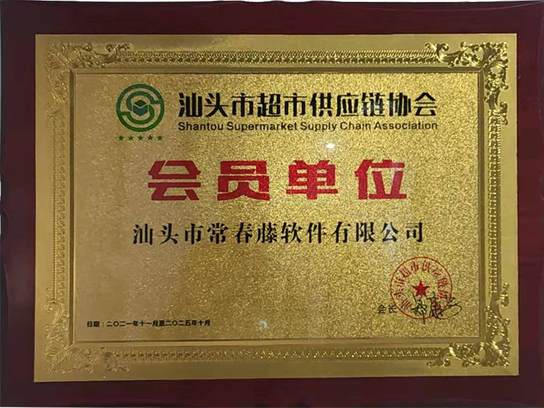 汕头市超市供应链协会
Shantou Supermarket Supply Chain Association
会员单位
汕头市常春藤软件有限公司
会长
日期：二〇二一年十一月至二〇二五年十月